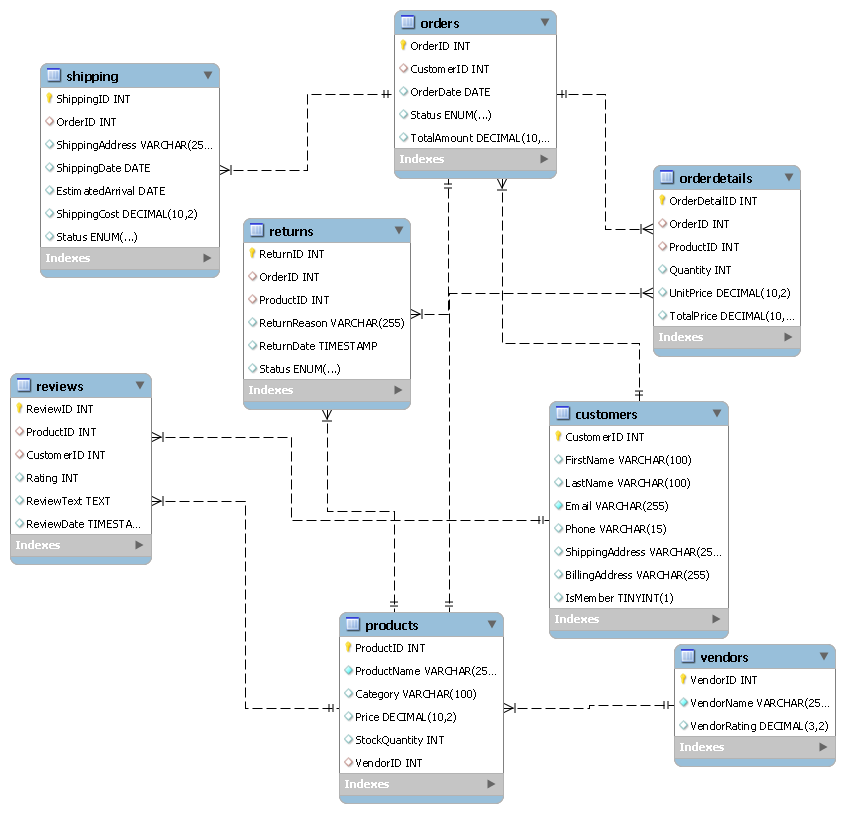 orders
OrderID INT
CustomerID INT
OrderDate DATE
Status ENUM(...)
TotalAmount DECIMAL(10,...
Indexes
shipping
ShippingID INT
OrderID INT
ShippingAddress VARCHAR(25...
ShippingDate DATE
EstimatedArrival DATE
ShippingCost DECIMAL(10,2)
Status ENUM(...)
Indexes
orderdetails
OrderDetailID INT
OrderID INT
ProductID INT
Quantity INT
UnitPrice DECIMAL(10,2)
TotalPrice DECIMAL(10,...
Indexes
returns
ReturnID INT
OrderID INT
ProductID INT
ReturnReason VARCHAR(255)
ReturnDate TIMESTAMP
Status ENUM(...)
Indexes
reviews
ReviewID INT
ProductID INT
CustomerID INT
Rating INT
ReviewText TEXT
ReviewDate TIMESTA...
Indexes
customers
CustomerID INT
FirstName VARCHAR(100)
LastName VARCHAR(100)
Email VARCHAR(255)
Phone VARCHAR(15)
ShippingAddress VARCHAR(25...
BillingAddress VARCHAR(255)
IsMember TINYINT(1)
Indexes
products
ProductID INT
ProductName VARCHAR(25...
Category VARCHAR(100)
Price DECIMAL(10,2)
StockQuantity INT
VendorID INT
Indexes
vendors
VendorID INT
VendorName VARCHAR(25...
VendorRating DECIMAL(3,2)
Indexes